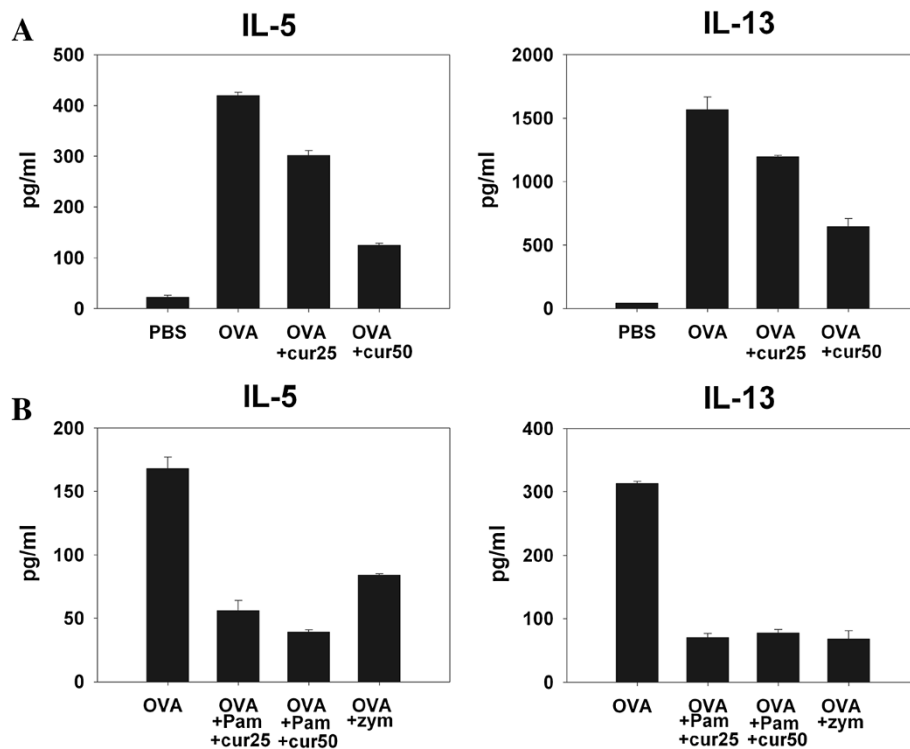 A
IL-5
500
400
300
200
100
0
pg/ml
PBS
OVA
OVA
+cur25
OVA
+cur50
IL-13
2000
1500
1000
500
0
pg/ml
PBS
OVA
OVA
+cur25
OVA
+cur50
B
IL-5
200
150
100
50
0
pg/ml
OVA
OVA
+Pam
+cur25
OVA
+Pam
+cur50
OVA
+zym
IL-13
400
300
200
100
0
pg/ml
OVA
OVA
+Pam
+cur25
OVA
+Pam
+cur50
OVA
+zym